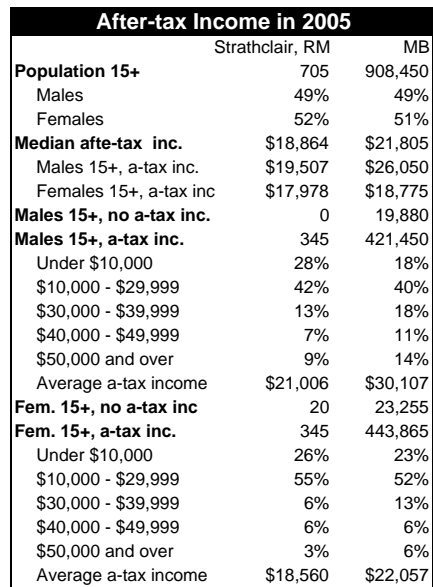 After-tax Income in 2005
Strathclair, RM MB
Population 15+ 705 908,450
Males 49% 49%
Females 52% 51%
Median afte-tax inc. $18,864 $21,805
Males 15+, a-tax inc. $19,507 $26,050
Females 15+, a-tax inc $17,978 $18,775
Males 15+, no a-tax inc. 0 19,880
Males 15+, a-tax inc. 345 421,450
Under $10,000 28% 18%
$10,000 - $29,999 42% 40%
$30,000 - $39,999 13% 18%
$40,000 - $49,999 7% 11%
$50,000 and over 9% 14%
Average a-tax income $21,006 $30,107
Fem. 15+, no a-tax inc 20 23,255
Fem. 15+, a-tax inc. 345 443,865
Under $10,000 26% 23%
$10,000 - $29,999 55% 52%
$30,000 - $39,999 6% 13%
$40,000 - $49,999 6% 6%
$50,000 and over 3% 6%
Average a-tax income $18,560 $22,057